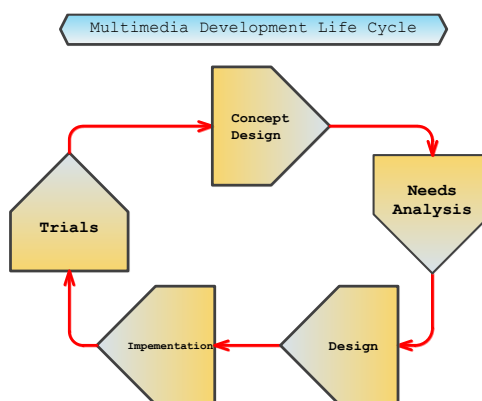 Multimedia Development Life Cycle
Concept
Design
Needs
Analysis
Trials
Impementation
Design